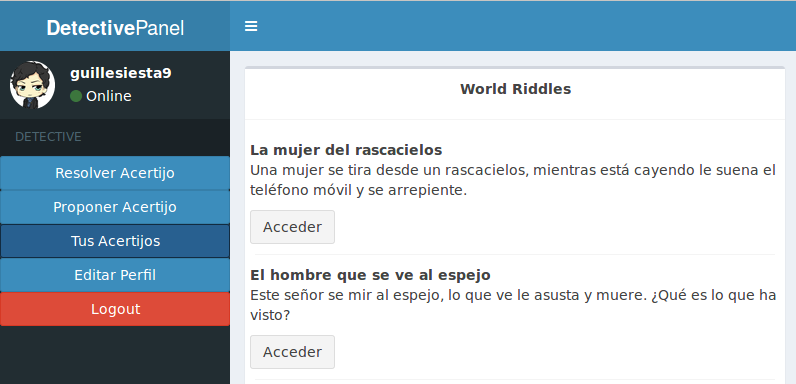 DetectivePanel
guillesiesta9
Online
DETECTIVE
Resolver Acertijo
Proponer Acertijo
Tus Acertijos
Editar Perfil
Logout
World Riddles
La mujer del rascacielos
Una mujer se tira desde un rascacielos, mientras está cayendo le suena el
teléfono móvil y se arrepiente.
Acceder
El hombre que se ve al espejo
Este señor se mir al espejo, lo que ve le asusta y muere. ¿Qué es lo que ha
visto?
Acceder